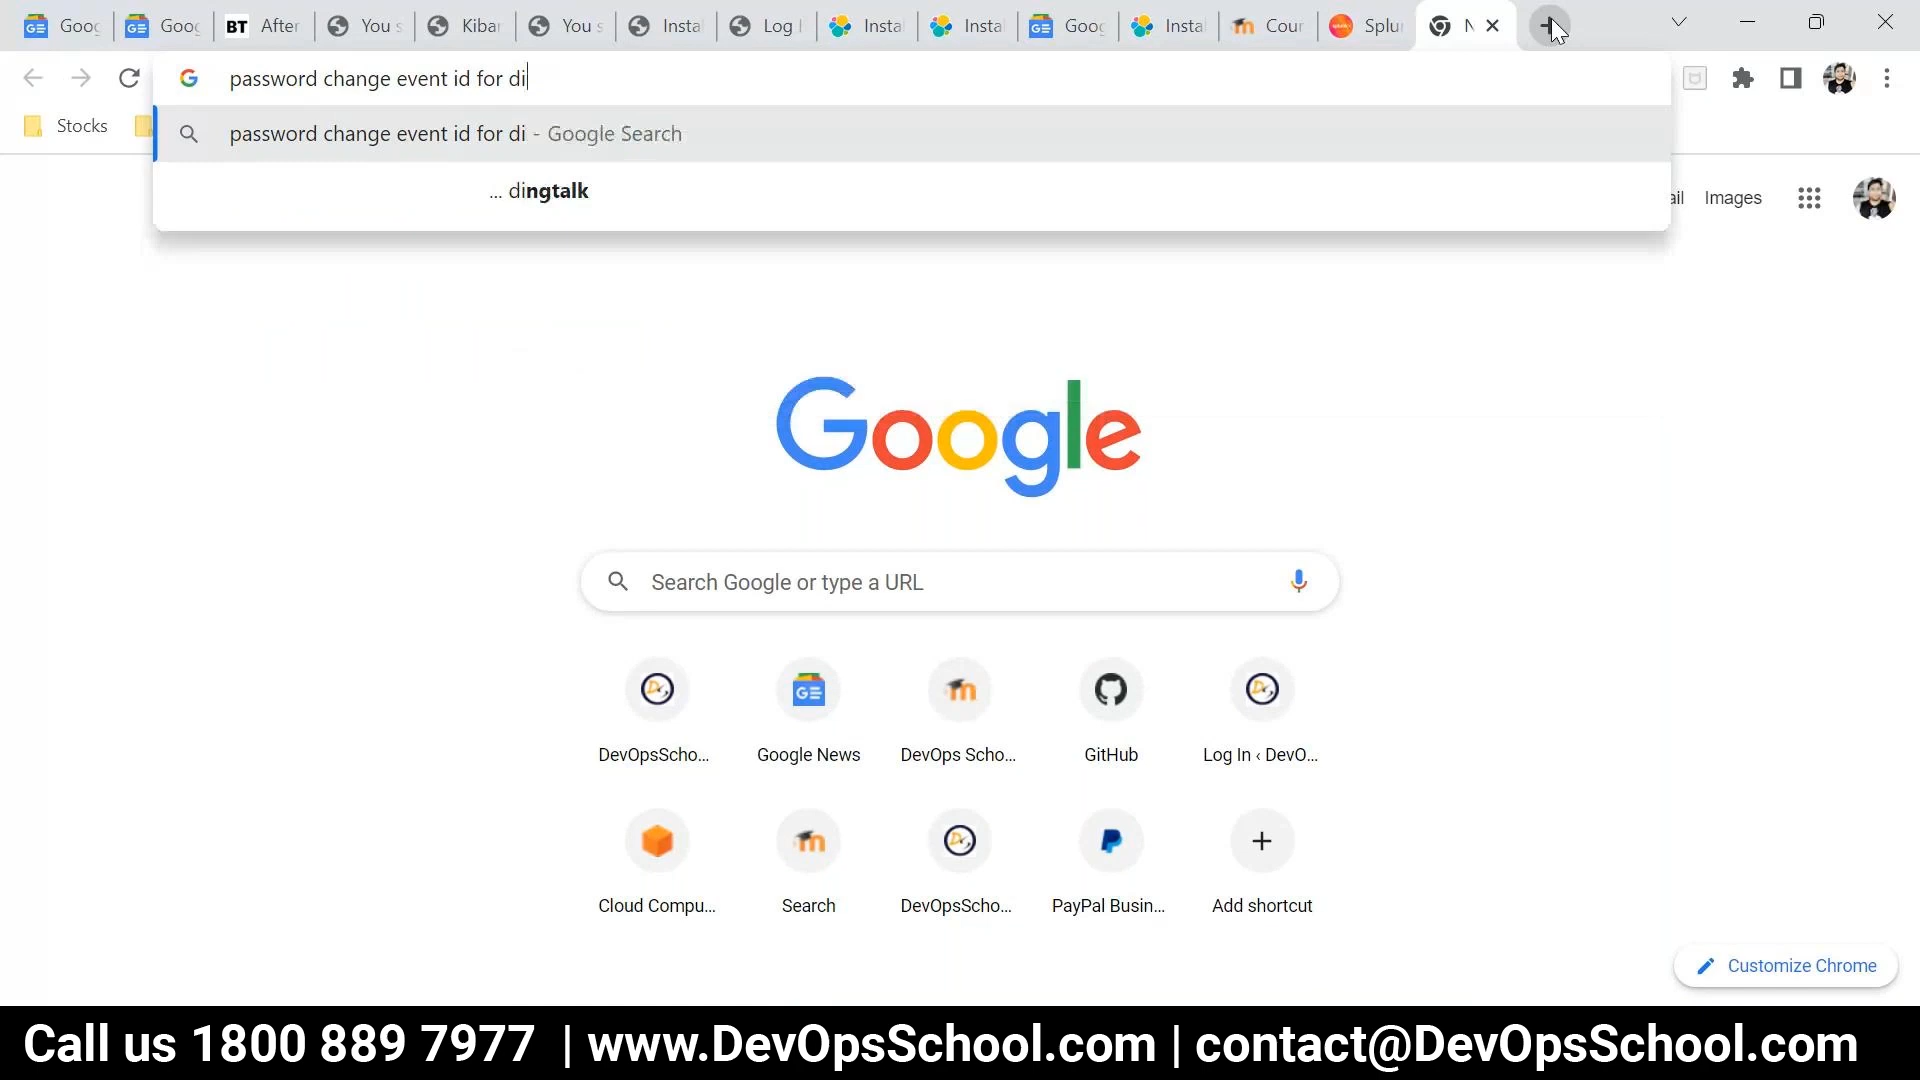 Goog
Goog
BT After
You s
Kibar
You s
Insta
Log I
Insta
Insta
Goog
Insta
Cour
Splu
N
password change event id for di
Stocks
password change event id for di - Google Search
... dingtalk
ail Images
Google
Search Google or type a URL
DevOpsScho...
Google News
DevOps Scho...
GitHub
Log In ‹ DevO...
Cloud Compu...
Search
DevOpsScho...
PayPal Busin...
Add shortcut
Customize Chrome
Call us 1800 889 7977 | www.DevOpsSchool.com | contact@DevOpsSchool.com